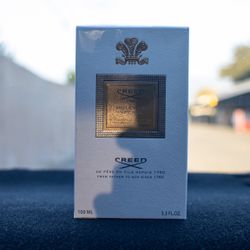 CREED
CREED
DE PÈRE EN FILS DEPUIS 1760
FROM FATHER TO SON SINCE 1760
100 ML 3.3 FL.OZ